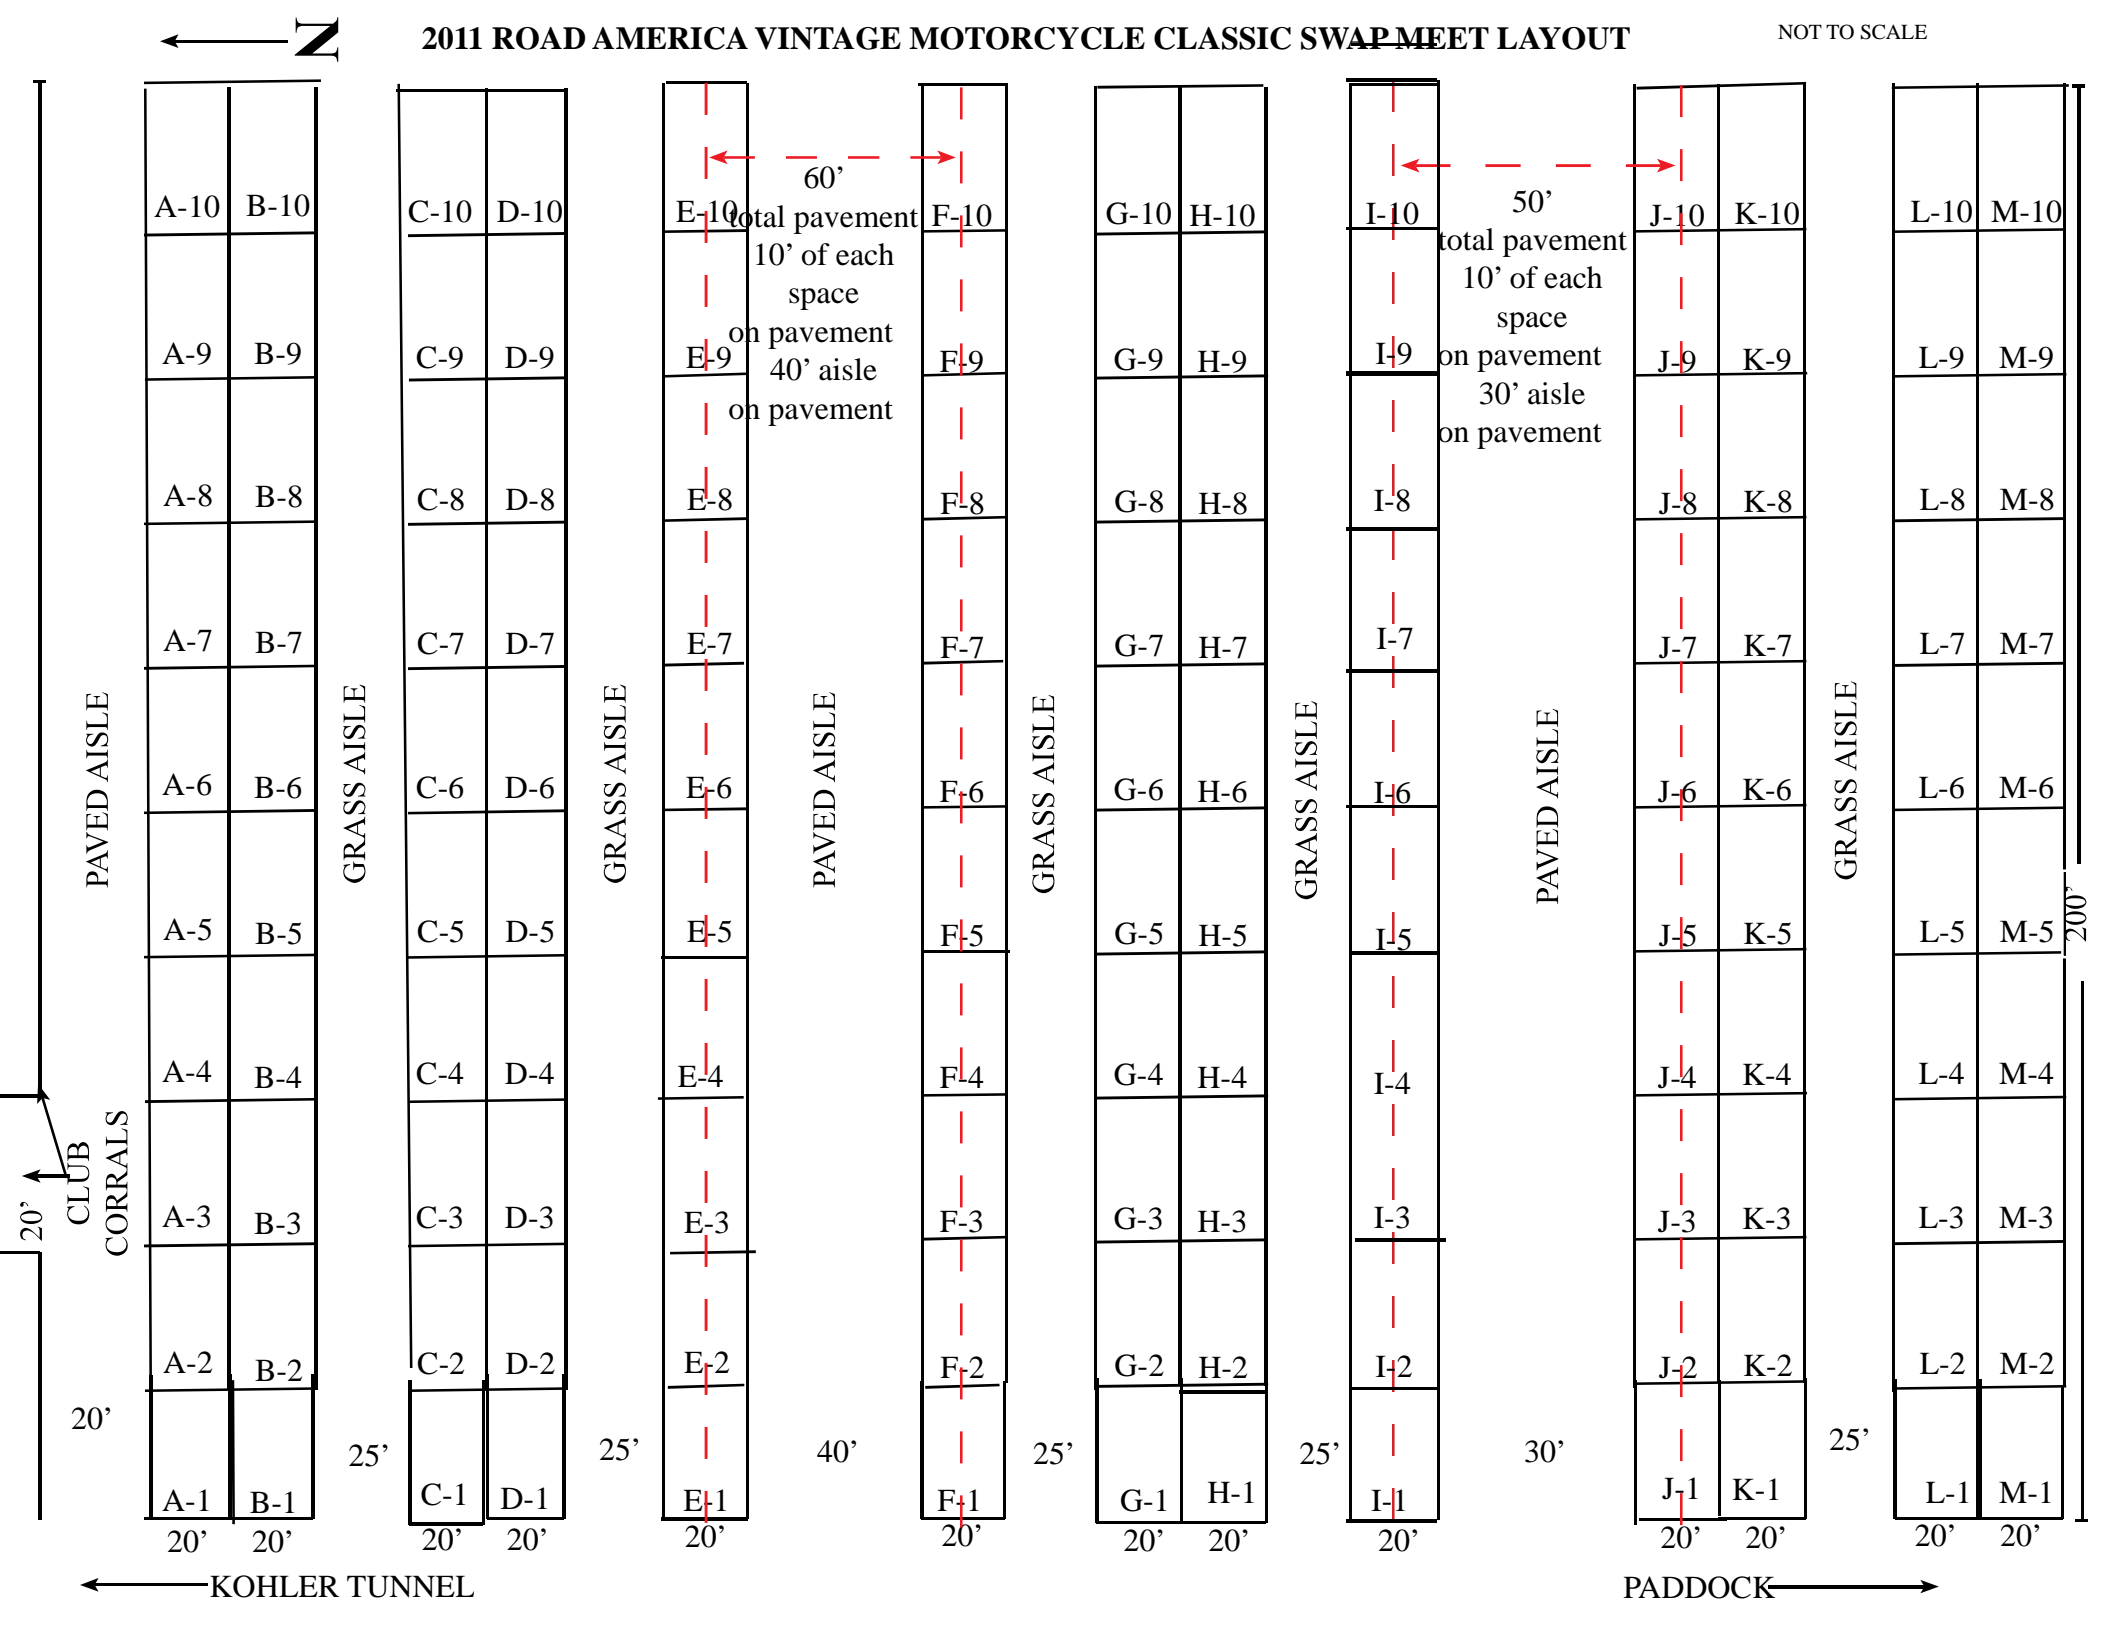 N
2011 ROAD AMERICA VINTAGE MOTORCYCLE CLASSIC SWAP MEET LAYOUT
NOT TO SCALE
60’
total pavement
10’ of each
space
on pavement
40’ aisle
on pavement
50’
total pavement
10’ of each
space
on pavement
30’ aisle
on pavement
A-10 B-10 C-10 D-10 E-10 F-10 G-10 H-10 I-10 J-10 K-10 L-10 M-10
A-9 B-9 C-9 D-9 E-9 F-9 G-9 H-9 I-9 J-9 K-9 L-9 M-9
A-8 B-8 C-8 D-8 E-8 F-8 G-8 H-8 I-8 J-8 K-8 L-8 M-8
A-7 B-7 C-7 D-7 E-7 F-7 G-7 H-7 I-7 J-7 K-7 L-7 M-7
PAVED AISLE
GRASS AISLE
GRASS AISLE
PAVED AISLE
GRASS AISLE
GRASS AISLE
PAVED AISLE
GRASS AISLE
A-6 B-6 C-6 D-6 E-6 F-6 G-6 H-6 I-6 J-6 K-6 L-6 M-6
A-5 B-5 C-5 D-5 E-5 F-5 G-5 H-5 I-5 J-5 K-5 L-5 M-5
200’
A-4 B-4 C-4 D-4 E-4 F-4 G-4 H-4 I-4 J-4 K-4 L-4 M-4
20’
CLUB
CORRALS
A-3 B-3 C-3 D-3 E-3 F-3 G-3 H-3 I-3 J-3 K-3 L-3 M-3
A-2 B-2 C-2 D-2 E-2 F-2 G-2 H-2 I-2 J-2 K-2 L-2 M-2
20’ 25’ 25’ 40’ 25’ 25’ 30’ 25’
A-1 B-1 C-1 D-1 E-1 F-1 G-1 H-1 I-1 J-1 K-1 L-1 M-1
20’ 20’ 20’ 20’ 20’ 20’ 20’ 20’ 20’ 20’ 20’ 20’ 20’
KOHLER TUNNEL
PADDOCK